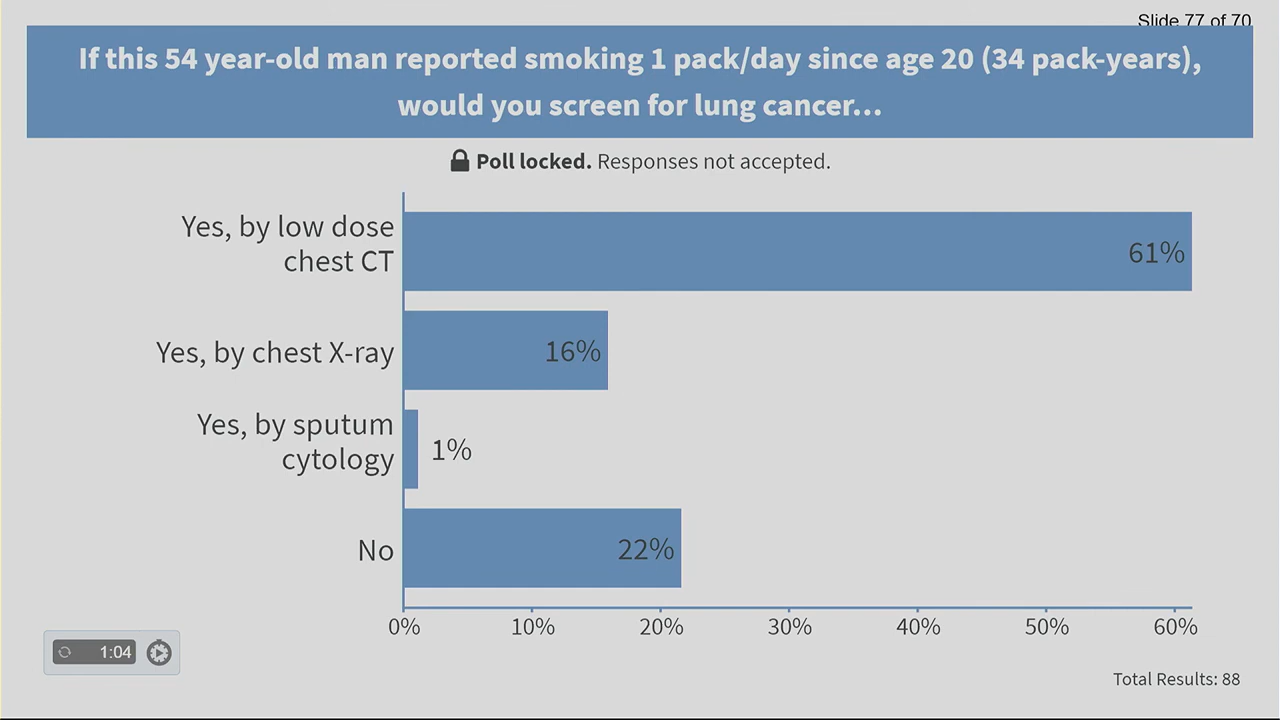 Slide 77 of 70
If this 54 year-old man reported smoking 1 pack/day since age 20 (34 pack-years),
would you screen for lung cancer...
Poll locked. Responses not accepted.
Yes, by low dose
chest CT
61%
Yes, by chest X-ray
16%
Yes, by sputum
cytology
1%
No
22%
0% 10% 20% 30% 40% 50% 60%
1:04
Total Results: 88